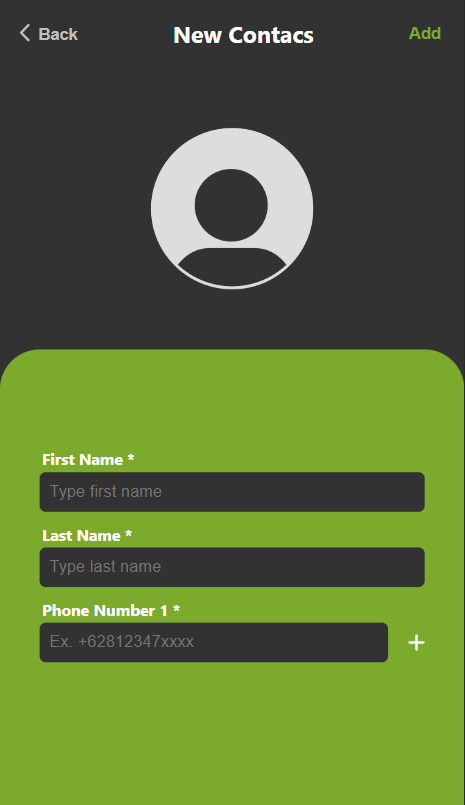 Back New Contacs Add
First Name *
Type first name
Last Name *
Type last name
Phone Number 1 *
Ex. +62812347xxxx